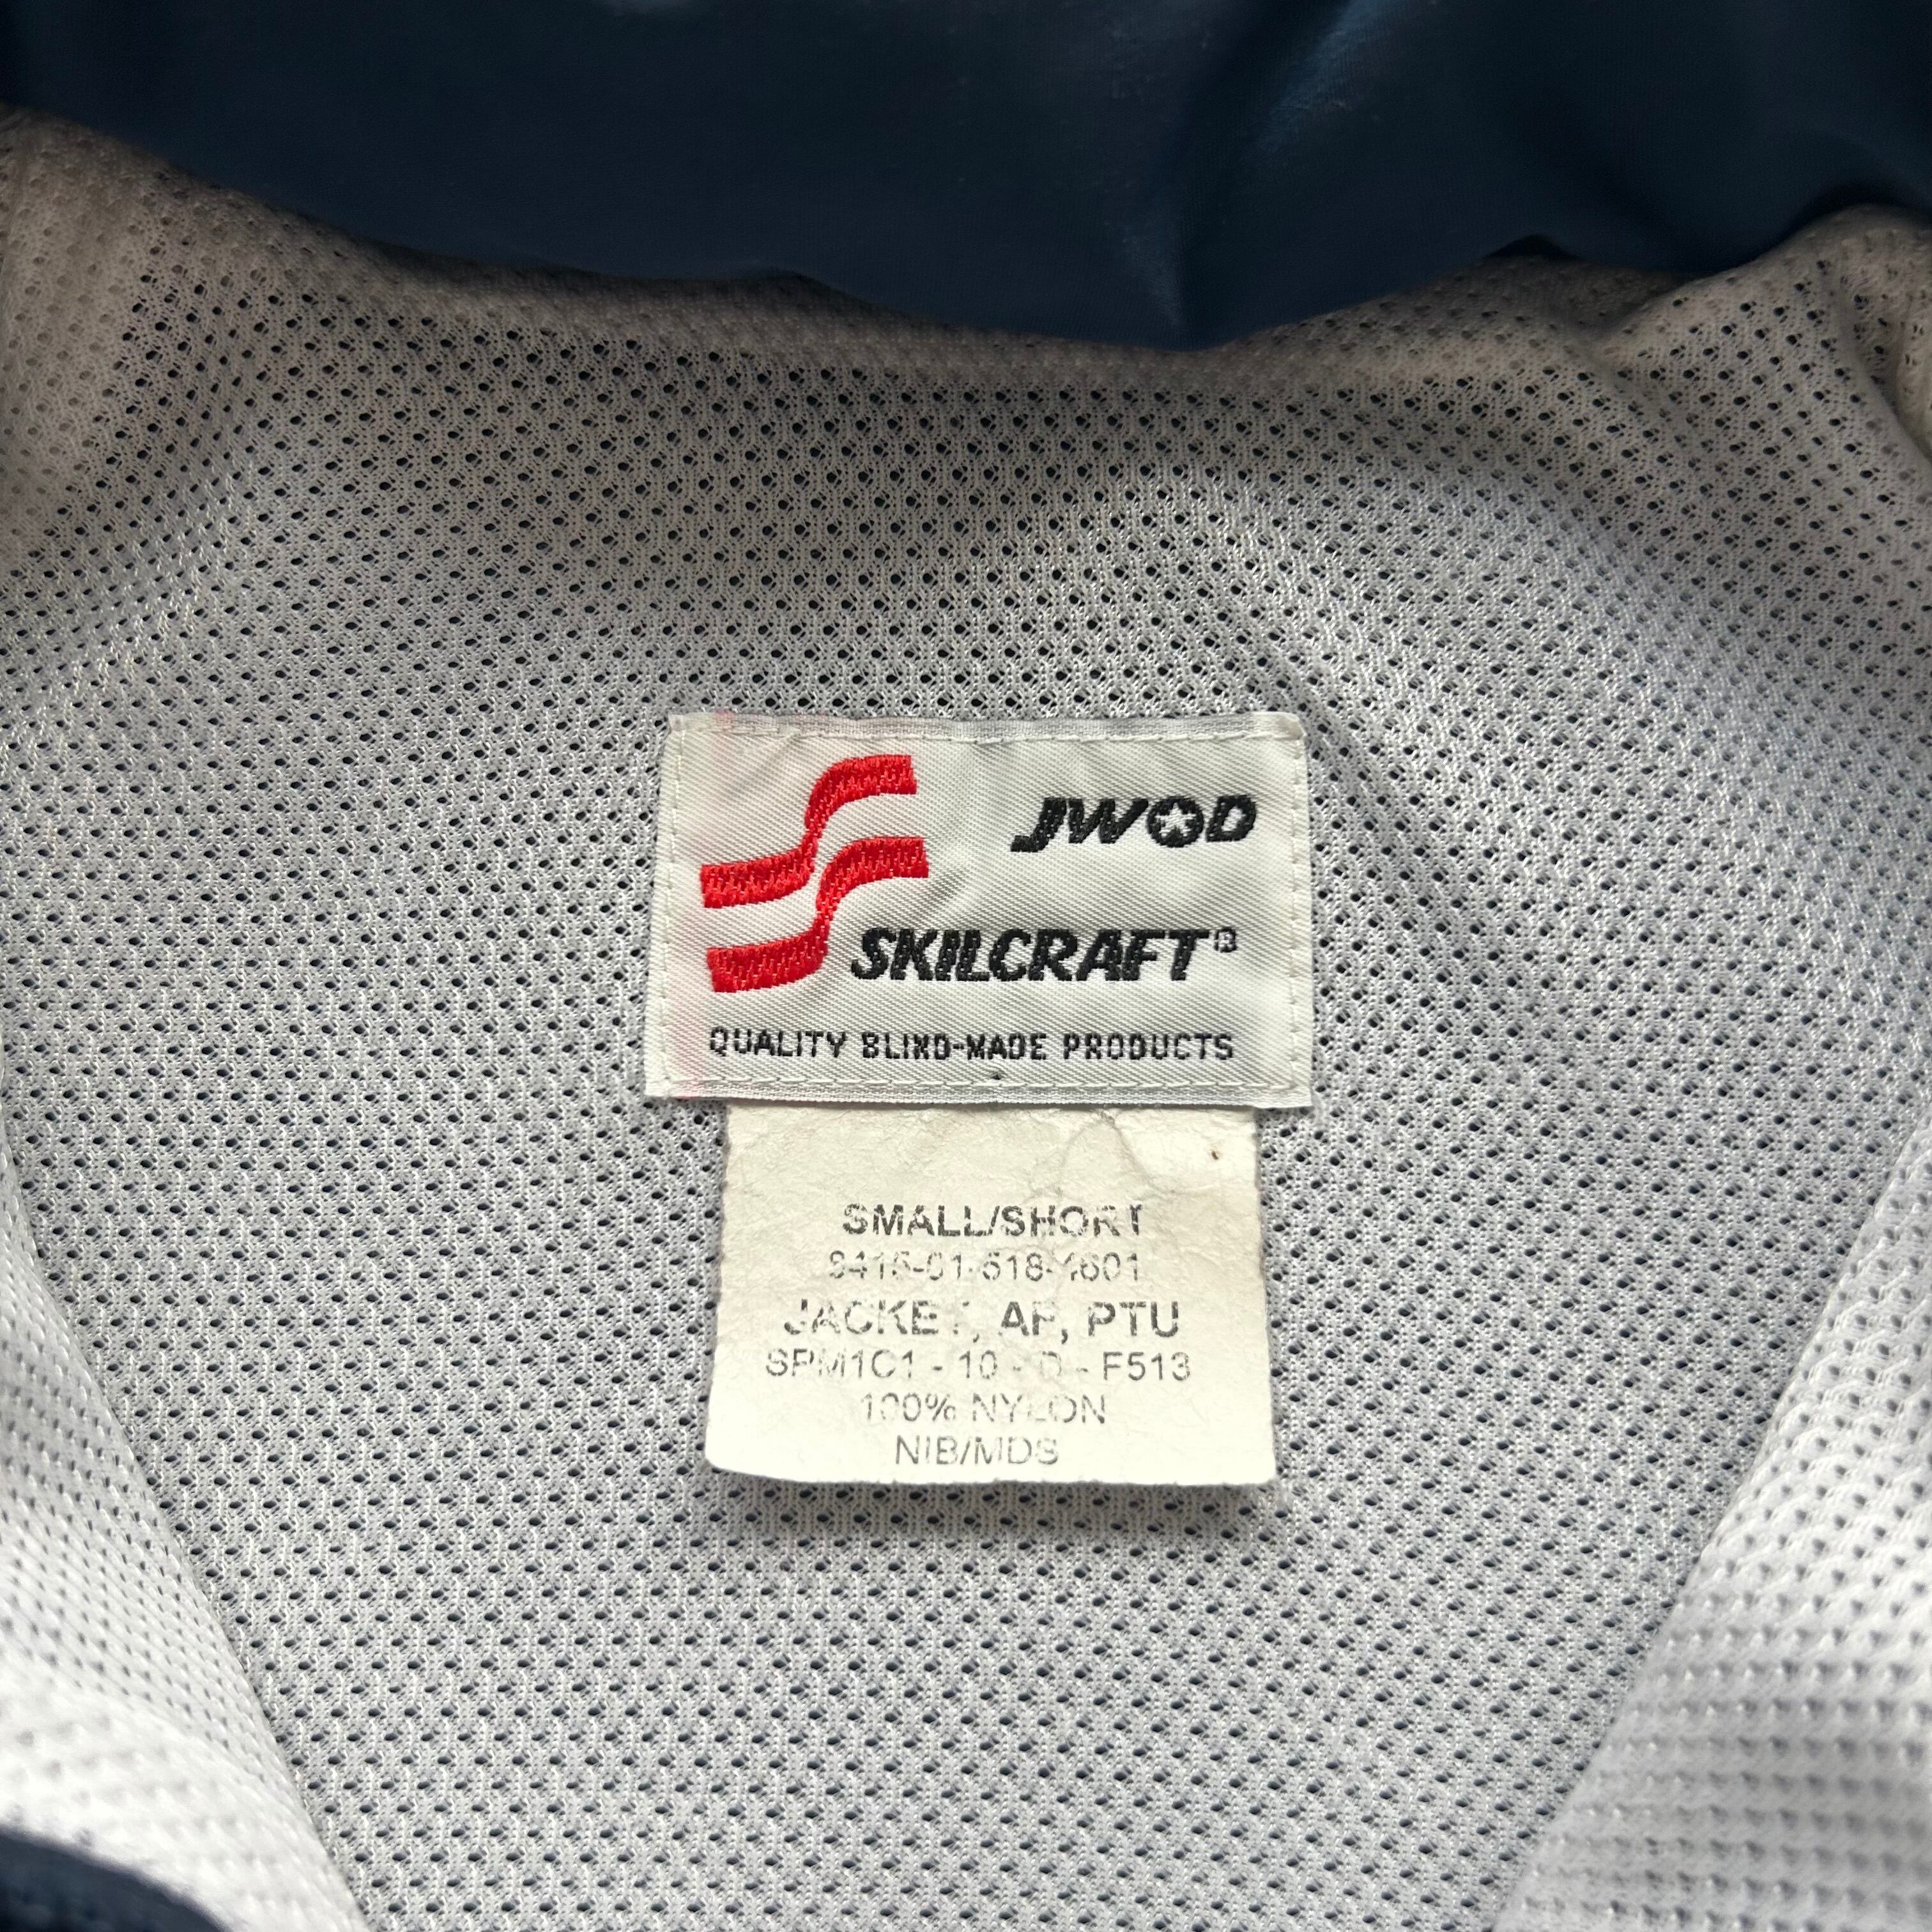 JWOD
SKILCRAFT®
QUALITY BLIND-MADE PRODUCTS
SMALL/SHORT
8415-01-518-4601
JACKET, AF, PTU
SPM1C1 - 10 - D - F513
100% NYLON
NIB/MDS